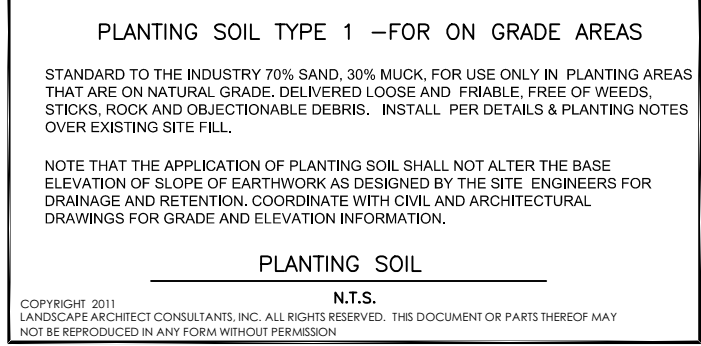 PLANTING SOIL TYPE 1 –FOR ON GRADE AREAS
STANDARD TO THE INDUSTRY 70% SAND, 30% MUCK, FOR USE ONLY IN PLANTING AREAS
THAT ARE ON NATURAL GRADE. DELIVERED LOOSE AND FRIABLE, FREE OF WEEDS,
STICKS, ROCK AND OBJECTIONABLE DEBRIS. INSTALL PER DETAILS & PLANTING NOTES
OVER EXISTING SITE FILL.
NOTE THAT THE APPLICATION OF PLANTING SOIL SHALL NOT ALTER THE BASE
ELEVATION OF SLOPE OF EARTHWORK AS DESIGNED BY THE SITE ENGINEERS FOR
DRAINAGE AND RETENTION. COORDINATE WITH CIVIL AND ARCHITECTURAL
DRAWINGS FOR GRADE AND ELEVATION INFORMATION.
PLANTING SOIL
N.T.S.
COPYRIGHT 2011
LANDSCAPE ARCHITECT CONSULTANTS, INC. ALL RIGHTS RESERVED. THIS DOCUMENT OR PARTS THEREOF MAY
NOT BE REPRODUCED IN ANY FORM WITHOUT PERMISSION